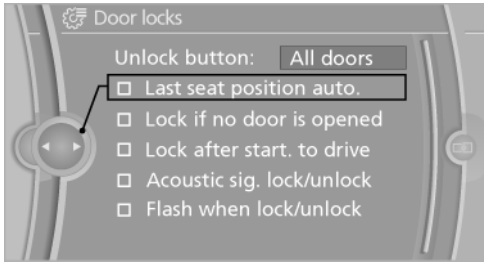 Door locks
Unlock button: All doors
Last seat position auto.
Lock if no door is opened
Lock after start. to drive
Acoustic sig. lock/unlock
Flash when lock/unlock